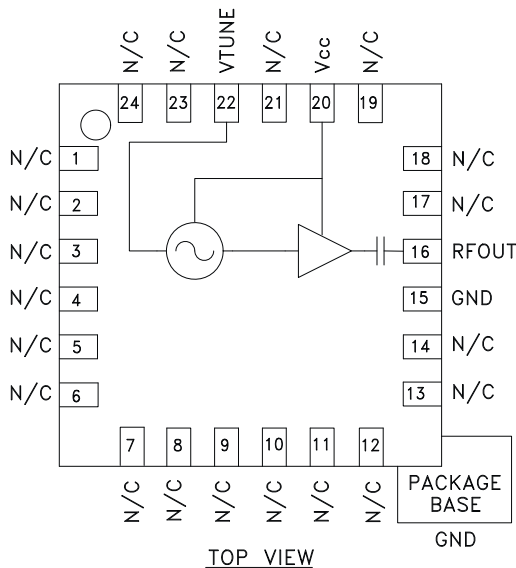 N/C
N/C
VTUNE
N/C
Vcc
N/C
24
23
22
21
20
19
N/C 1
18 N/C
N/C 2
17 N/C
N/C 3
16 RFOUT
N/C 4
15 GND
N/C 5
14 N/C
N/C 6
13 N/C
7
8
9
10
11
12
N/C
N/C
N/C
N/C
N/C
N/C
PACKAGE
BASE
GND
TOP VIEW